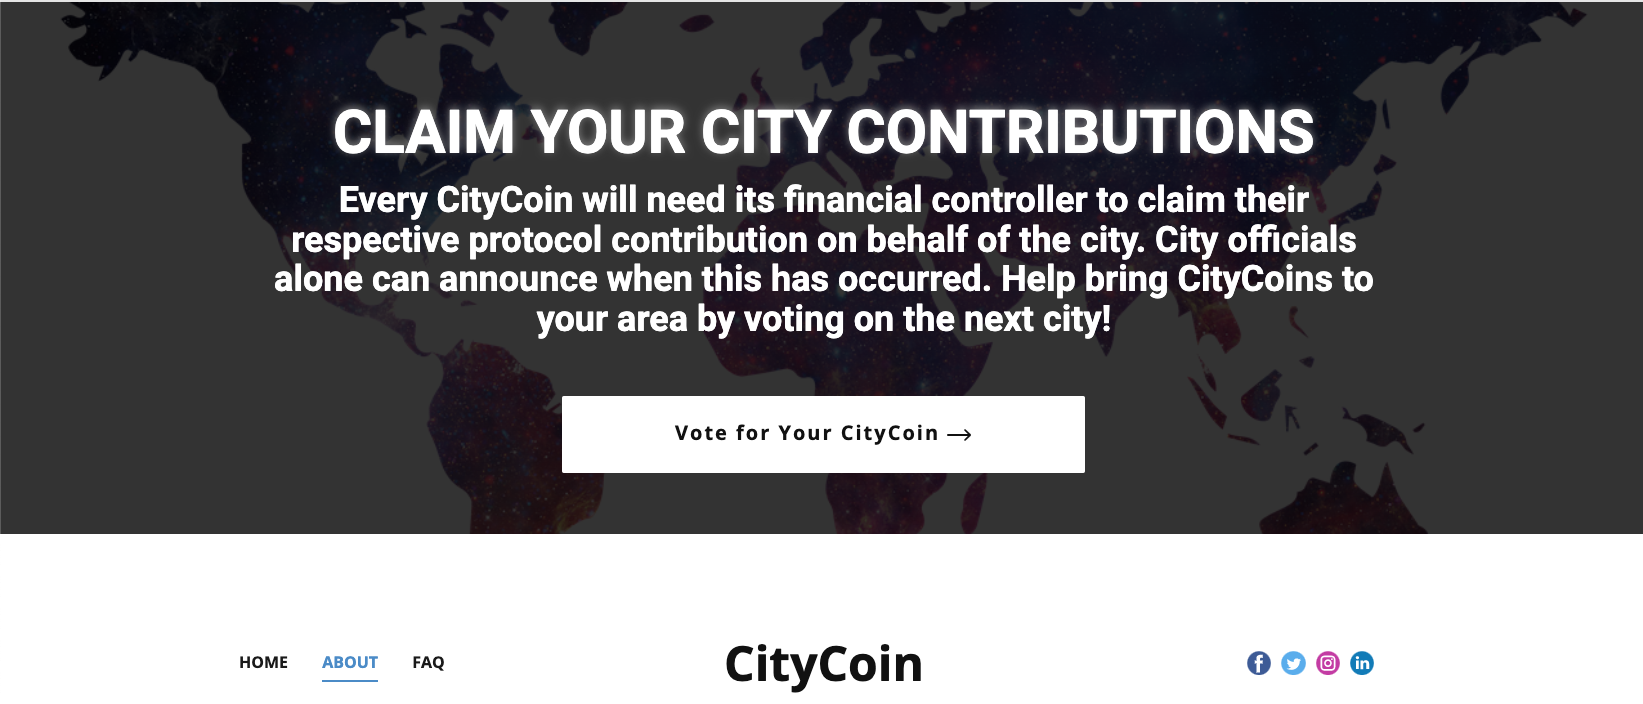 CLAIM YOUR CITY CONTRIBUTIONS
Every CityCoin will need its financial controller to claim their
respective protocol contribution on behalf of the city. City officials
alone can announce when this has occurred. Help bring CityCoins to
your area by voting on the next city!
Vote for Your CityCoin →
HOME ABOUT FAQ
CityCoin